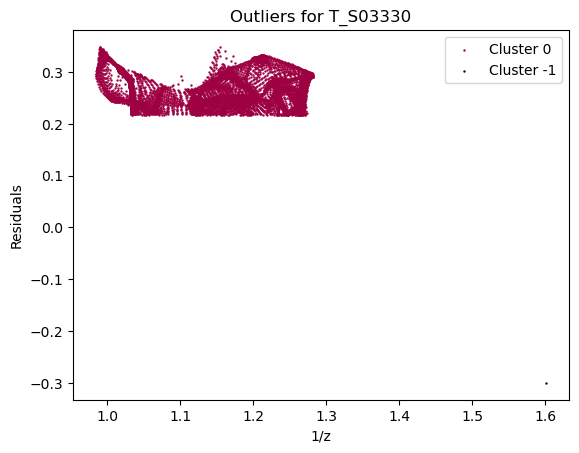 Outliers for T_S03330
Cluster 0
Cluster -1
Residuals
0.3
0.2
0.1
0.0
−0.1
−0.2
−0.3
1.0 1.1 1.2 1.3 1.4 1.5 1.6
1/z